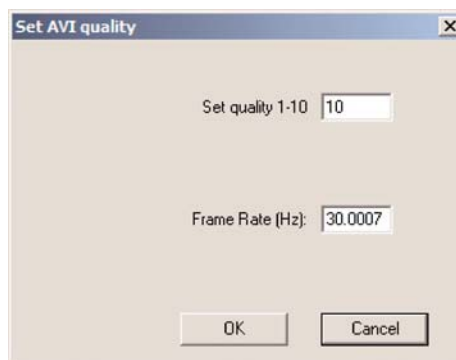 Set AVI quality
Set quality 1-10 10
Frame Rate (Hz): 30.0007
OK Cancel